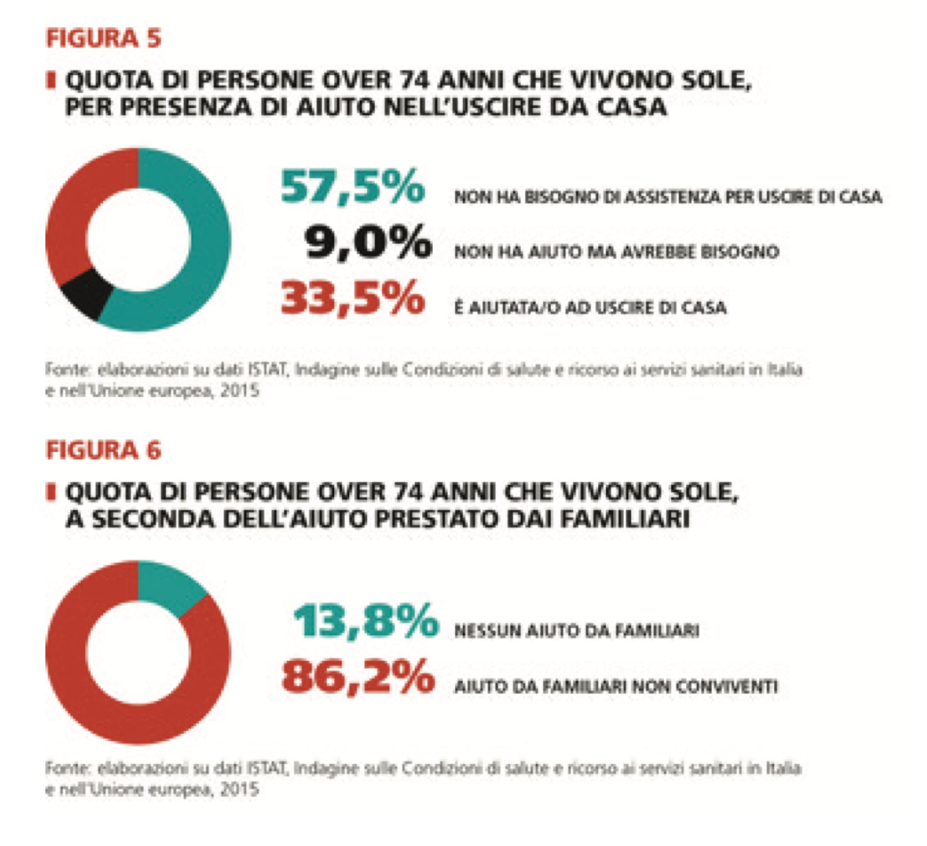 FIGURA 5
QUOTA DI PERSONE OVER 74 ANNI CHE VIVONO SOLE,
PER PRESENZA DI AIUTO NELL'USCIRE DA CASA
57,5% NON HA BISOGNO DI ASSISTENZA PER USCIRE DI CASA
9,0% NON HA AIUTO MA AVREBBE BISOGNO
33,5% È AIUTATA/O AD USCIRE DI CASA
Fonte: elaborazioni su dati ISTAT, Indagine sulle Condizioni di salute e ricorso ai servizi sanitari in Italia
e nell'Unione europea, 2015
FIGURA 6
QUOTA DI PERSONE OVER 74 ANNI CHE VIVONO SOLE,
A SECONDA DELL'AIUTO PRESTATO DAI FAMILIARI
13,8% NESSUN AIUTO DA FAMILIARI
86,2% AIUTO DA FAMILIARI NON CONVIVENTI
Fonte: elaborazioni su dati ISTAT, Indagine sulle Condizioni di salute e ricorso ai servizi sanitari in Italia
e nell'Unione europea, 2015